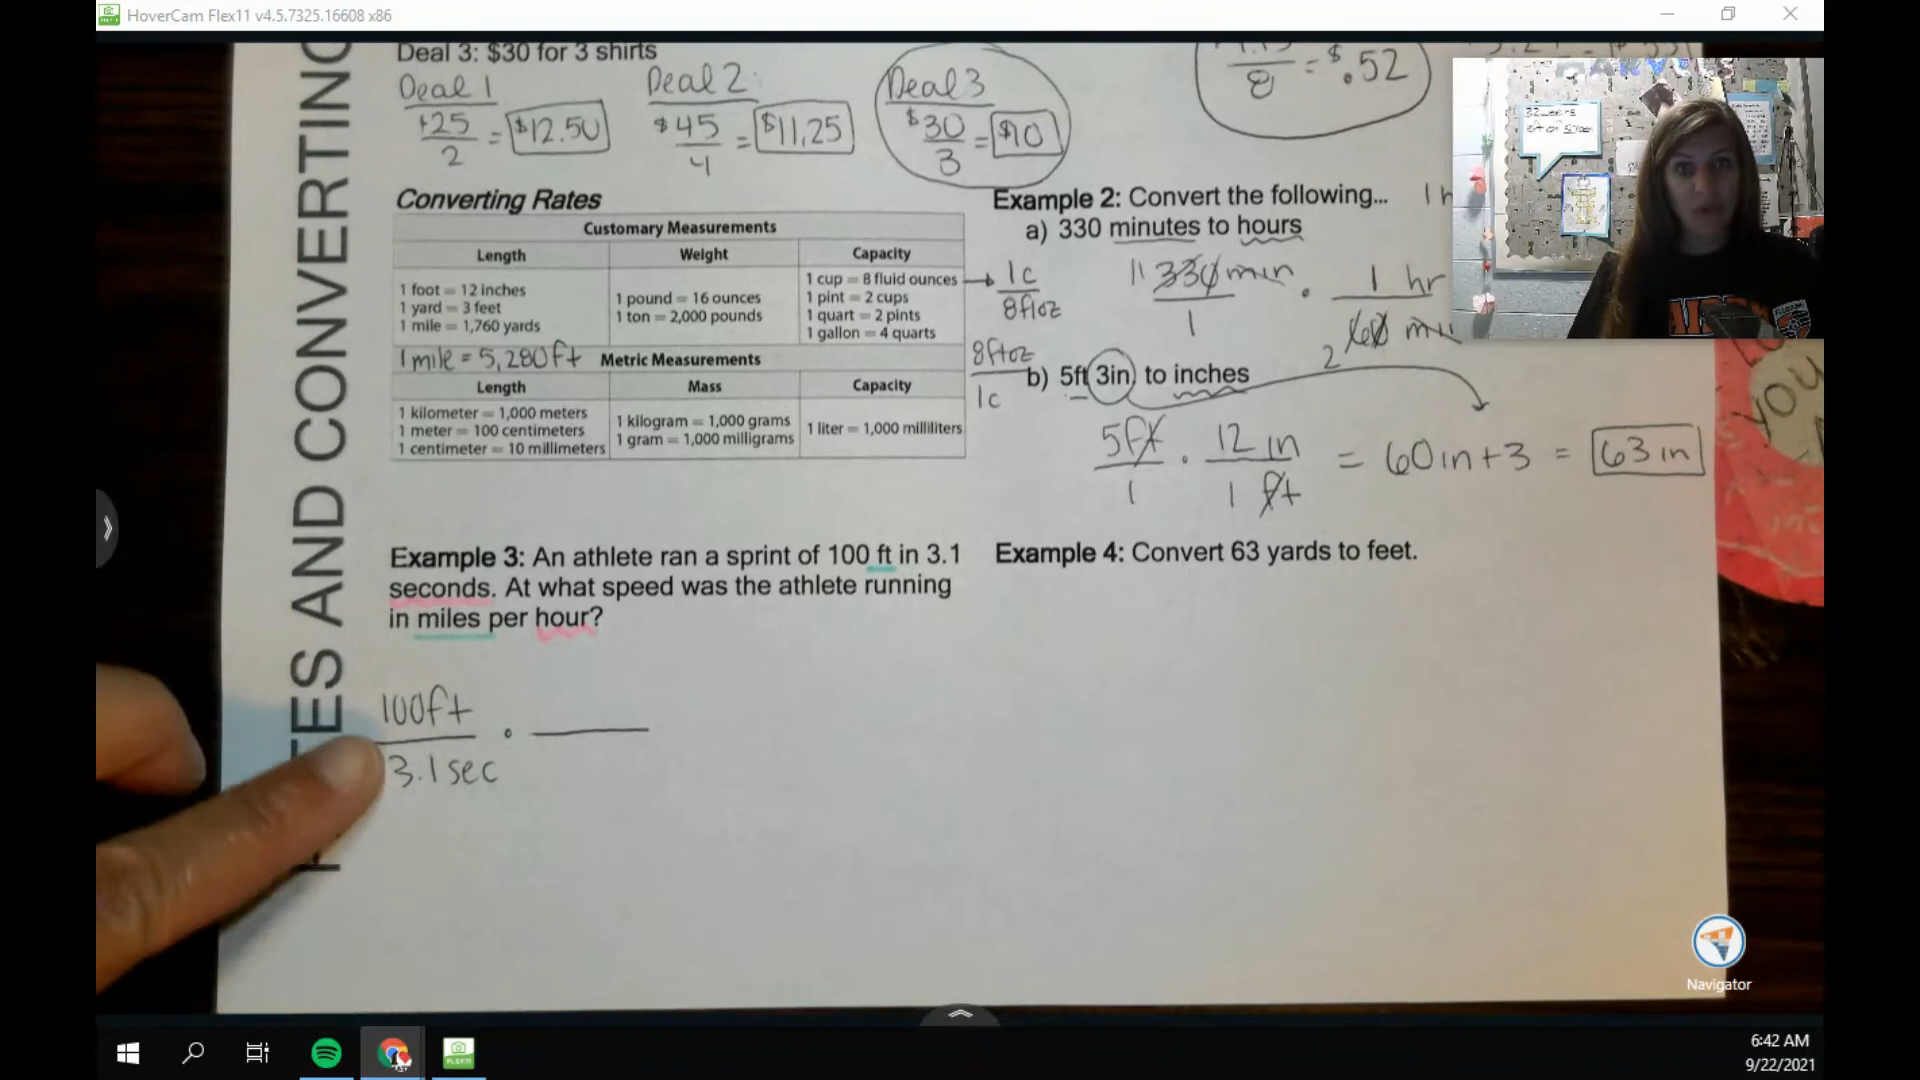 HoverCam Flex11 v4.5.7325.16608 x86
Deal 3: $30 for 3 shirts
Deal 1
Deal 2
Deal 3
$25
2
= $12.50
$45
4
= $11.25
$30
3
= $10
8
= $.52
Converting Rates
Customary Measurements
Length
Weight
Capacity
1 foot = 12 inches
1 yard = 3 feet
1 mile = 1,760 yards
1 pound = 16 ounces
1 ton = 2,000 pounds
1 cup = 8 fluid ounces
1 pint = 2 cups
1 quart = 2 pints
1 gallon = 4 quarts
1 mile = 5,280ft
Metric Measurements
Length
Mass
Capacity
1 kilometer = 1,000 meters
1 meter = 100 centimeters
1 centimeter = 10 millimeters
1 kilogram = 1,000 grams
1 gram = 1,000 milligrams
1 liter = 1,000 milliliters
1c
8floz
8floz
1c
Example 2: Convert the following...
a) 330 minutes to hours
11 330 min
1
· 1 hr
2 60 min
b) 5ft 3in to inches
5ft
1
· 12 in
1 ft
= 60in+3 = 63 in
Example 3: An athlete ran a sprint of 100 ft in 3.1
seconds. At what speed was the athlete running
in miles per hour?
100ft
3.1sec
Example 4: Convert 63 yards to feet.
ES AND CONVERTING
YOU
Navigator
FLEX11
6:42 AM
9/22/2021